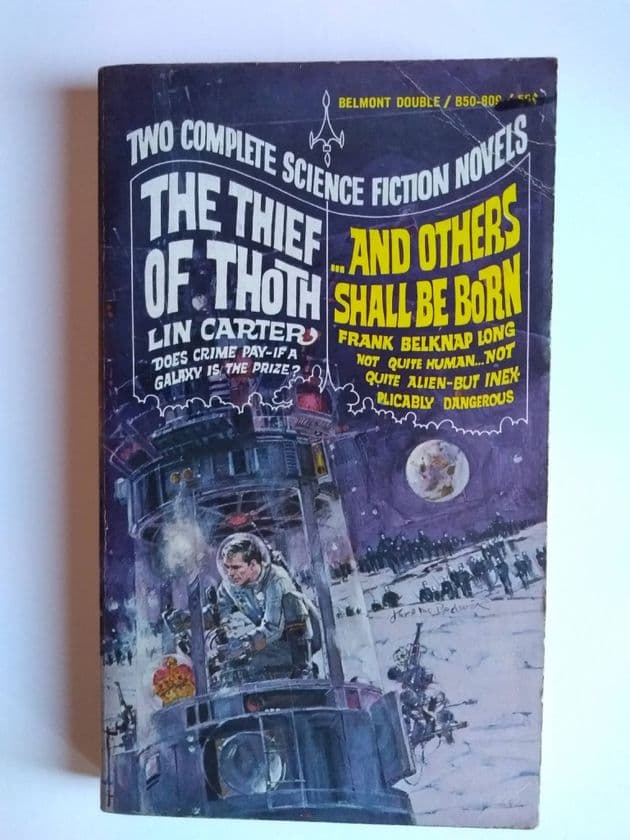 BELMONT DOUBLE / B50-809
TWO COMPLETE SCIENCE FICTION NOVELS
THE THIEF
OF THOTH
LIN CARTER
"DOES CRIME PAY-IF A
GALAXY IS THE PRIZE?
...AND OTHERS
SHALL BE BORN
FRANK BELKNAP LONG
NOT QUITE HUMAN...NOT
QUITE ALIEN-BUT INEX-
PLICABLY DANGEROUS